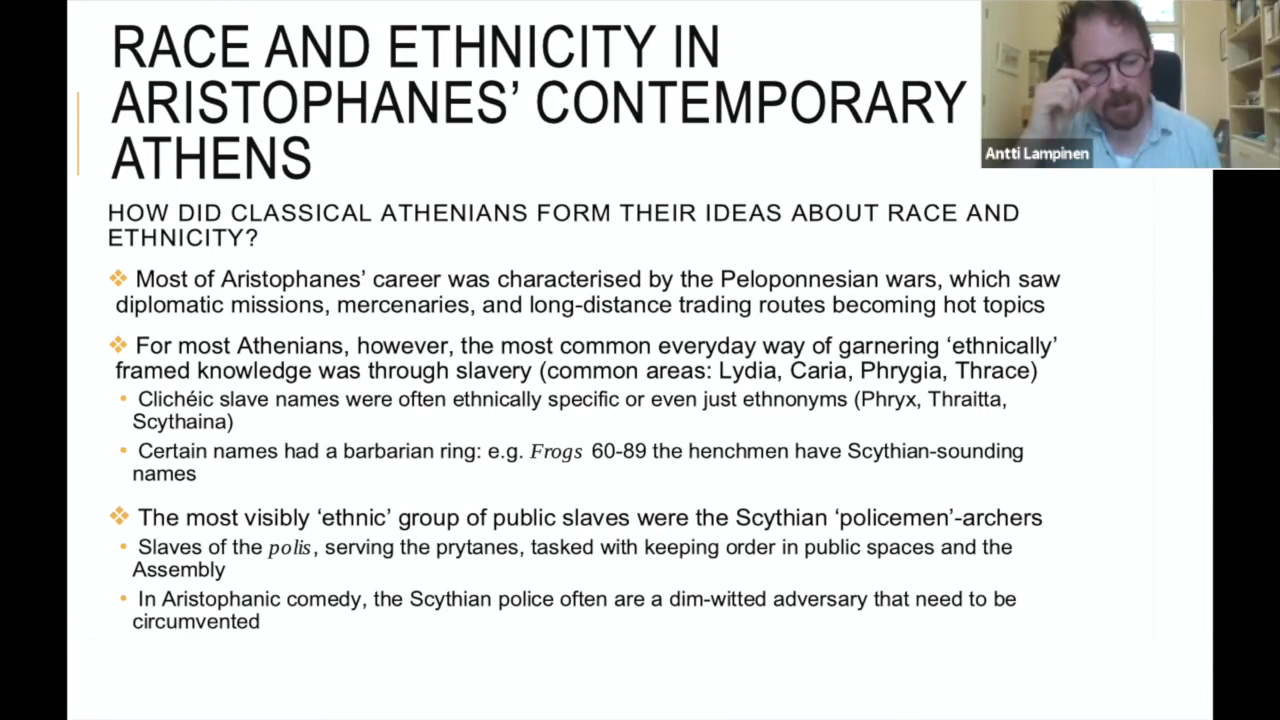 RACE AND ETHNICITY IN
ARISTOPHANES’ CONTEMPORARY
ATHENS
Antti Lampinen
HOW DID CLASSICAL ATHENIANS FORM THEIR IDEAS ABOUT RACE AND
ETHNICITY?
❖ Most of Aristophanes’ career was characterised by the Peloponnesian wars, which saw
diplomatic missions, mercenaries, and long-distance trading routes becoming hot topics
❖ For most Athenians, however, the most common everyday way of garnering ‘ethnically’
framed knowledge was through slavery (common areas: Lydia, Caria, Phrygia, Thrace)
• Clichéic slave names were often ethnically specific or even just ethnonyms (Phryx, Thraitta,
Scythaina)
• Certain names had a barbarian ring: e.g. Frogs 60-89 the henchmen have Scythian-sounding
names
❖ The most visibly ‘ethnic’ group of public slaves were the Scythian ‘policemen’-archers
• Slaves of the polis, serving the prytanes, tasked with keeping order in public spaces and the
Assembly
• In Aristophanic comedy, the Scythian police often are a dim-witted adversary that need to be
circumvented